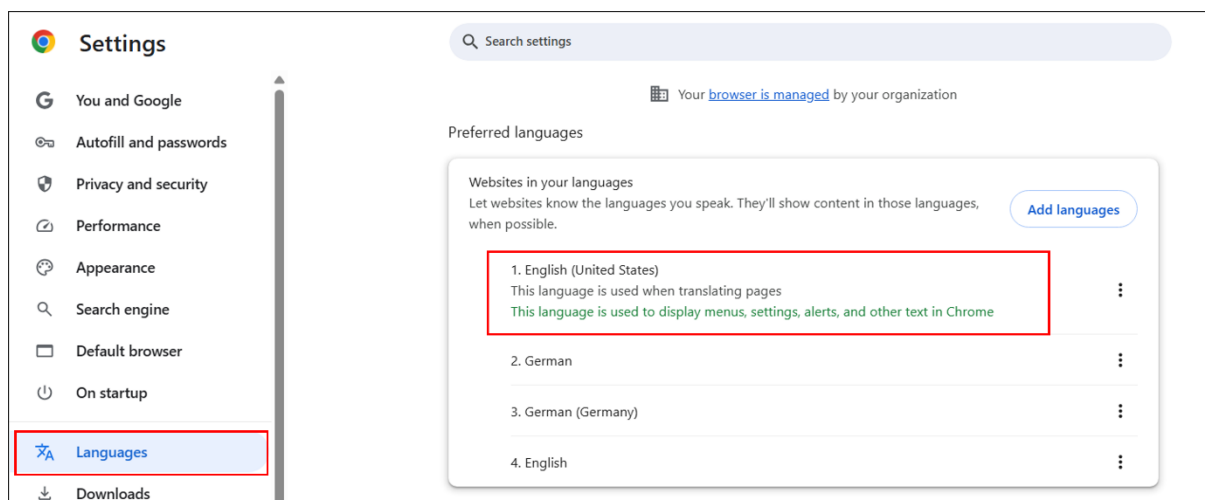 Settings
Search settings
You and Google
Autofill and passwords
Privacy and security
Performance
Appearance
Search engine
Default browser
On startup
Languages
Downloads
Your browser is managed by your organization
Preferred languages
Websites in your languages
Let websites know the languages you speak. They'll show content in those languages,
when possible.
Add languages
1. English (United States)
This language is used when translating pages
This language is used to display menus, settings, alerts, and other text in Chrome
2. German
3. German (Germany)
4. English